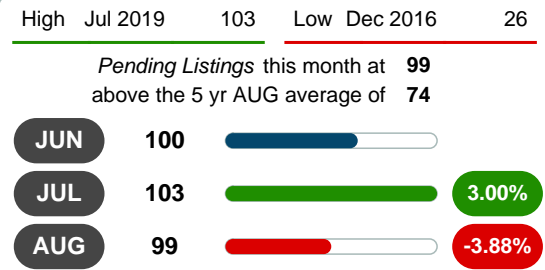 High Jul 2019 103 Low Dec 2016 26
Pending Listings this month at 99
above the 5 yr AUG average of 74
JUN 100
JUL 103 3.00%
AUG 99 -3.88%